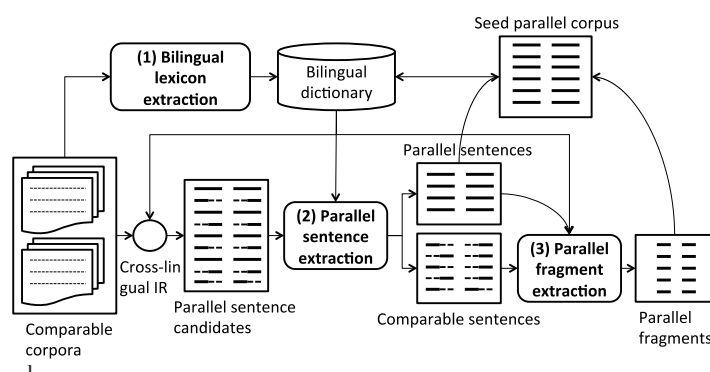 Seed parallel corpus
(1) Bilingual
lexicon
extraction
Bilingual
dictionary
Parallel sentences
(2) Parallel
sentence
extraction
(3) Parallel
fragment
extraction
Cross-lin
gual IR
Parallel sentence
candidates
Comparable sentences
Comparable
corpora
Parallel
fragments